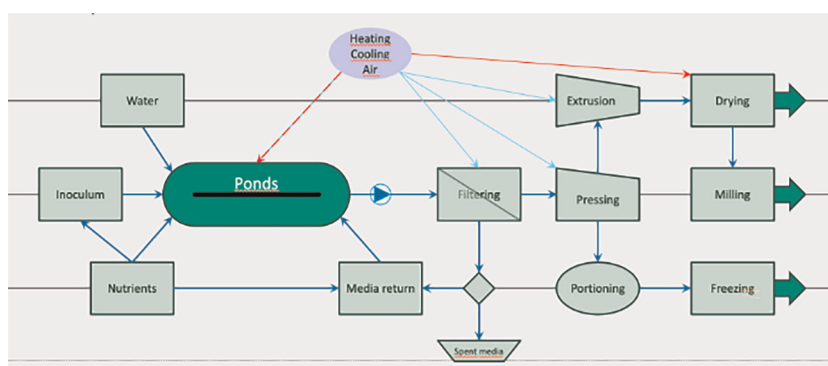 Heating
Cooling
Air
Water
Extrusion
Drying
Inoculum
Ponds
Filtering
Pressing
Milling
Nutrients
Media return
Portioning
Freezing
Spent media